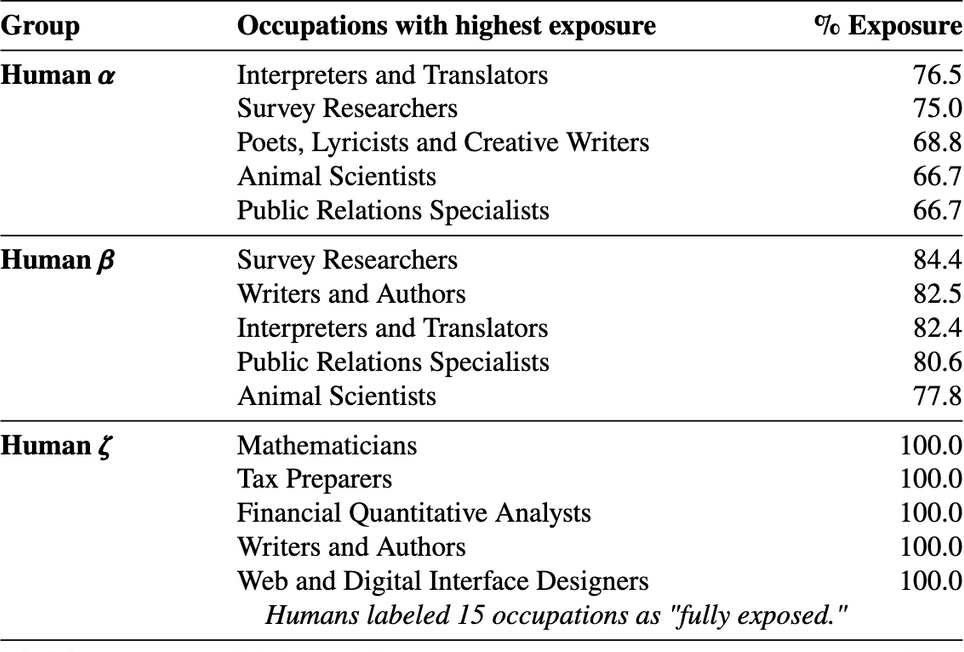 Group Occupations with highest exposure % Exposure
Human α Interpreters and Translators 76.5
Survey Researchers 75.0
Poets, Lyricists and Creative Writers 68.8
Animal Scientists 66.7
Public Relations Specialists 66.7
Human β Survey Researchers 84.4
Writers and Authors 82.5
Interpreters and Translators 82.4
Public Relations Specialists 80.6
Animal Scientists 77.8
Human ζ Mathematicians 100.0
Tax Preparers 100.0
Financial Quantitative Analysts 100.0
Writers and Authors 100.0
Web and Digital Interface Designers 100.0
Humans labeled 15 occupations as "fully exposed."